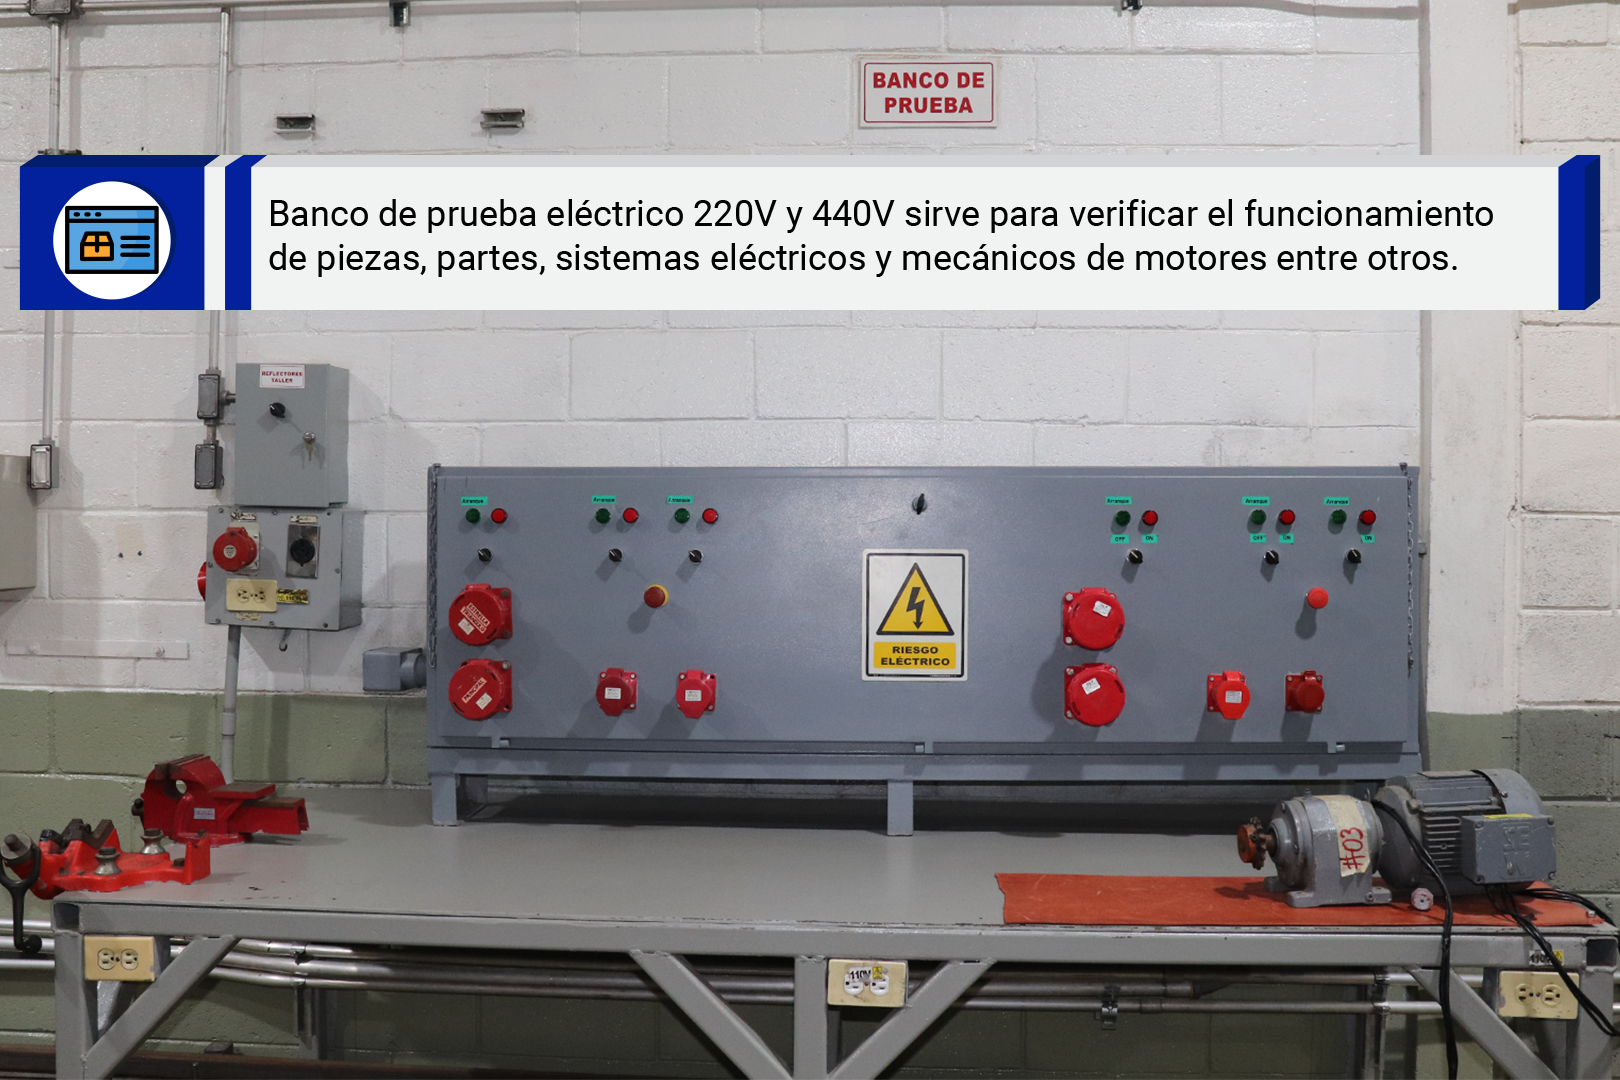 BANCO DE
PRUEBA
Banco de prueba eléctrico 220V y 440V sirve para verificar el funcionamiento
de piezas, partes, sistemas eléctricos y mecánicos de motores entre otros.
REFLECTORES
TALLER
Arranque
Arranque
Arranque
Arranque
Arranque
Arranque
OFF
ON
OFF
ON
ON
RIESGO
ELÉCTRICO
PRINCIPAL
#03
110V
110V